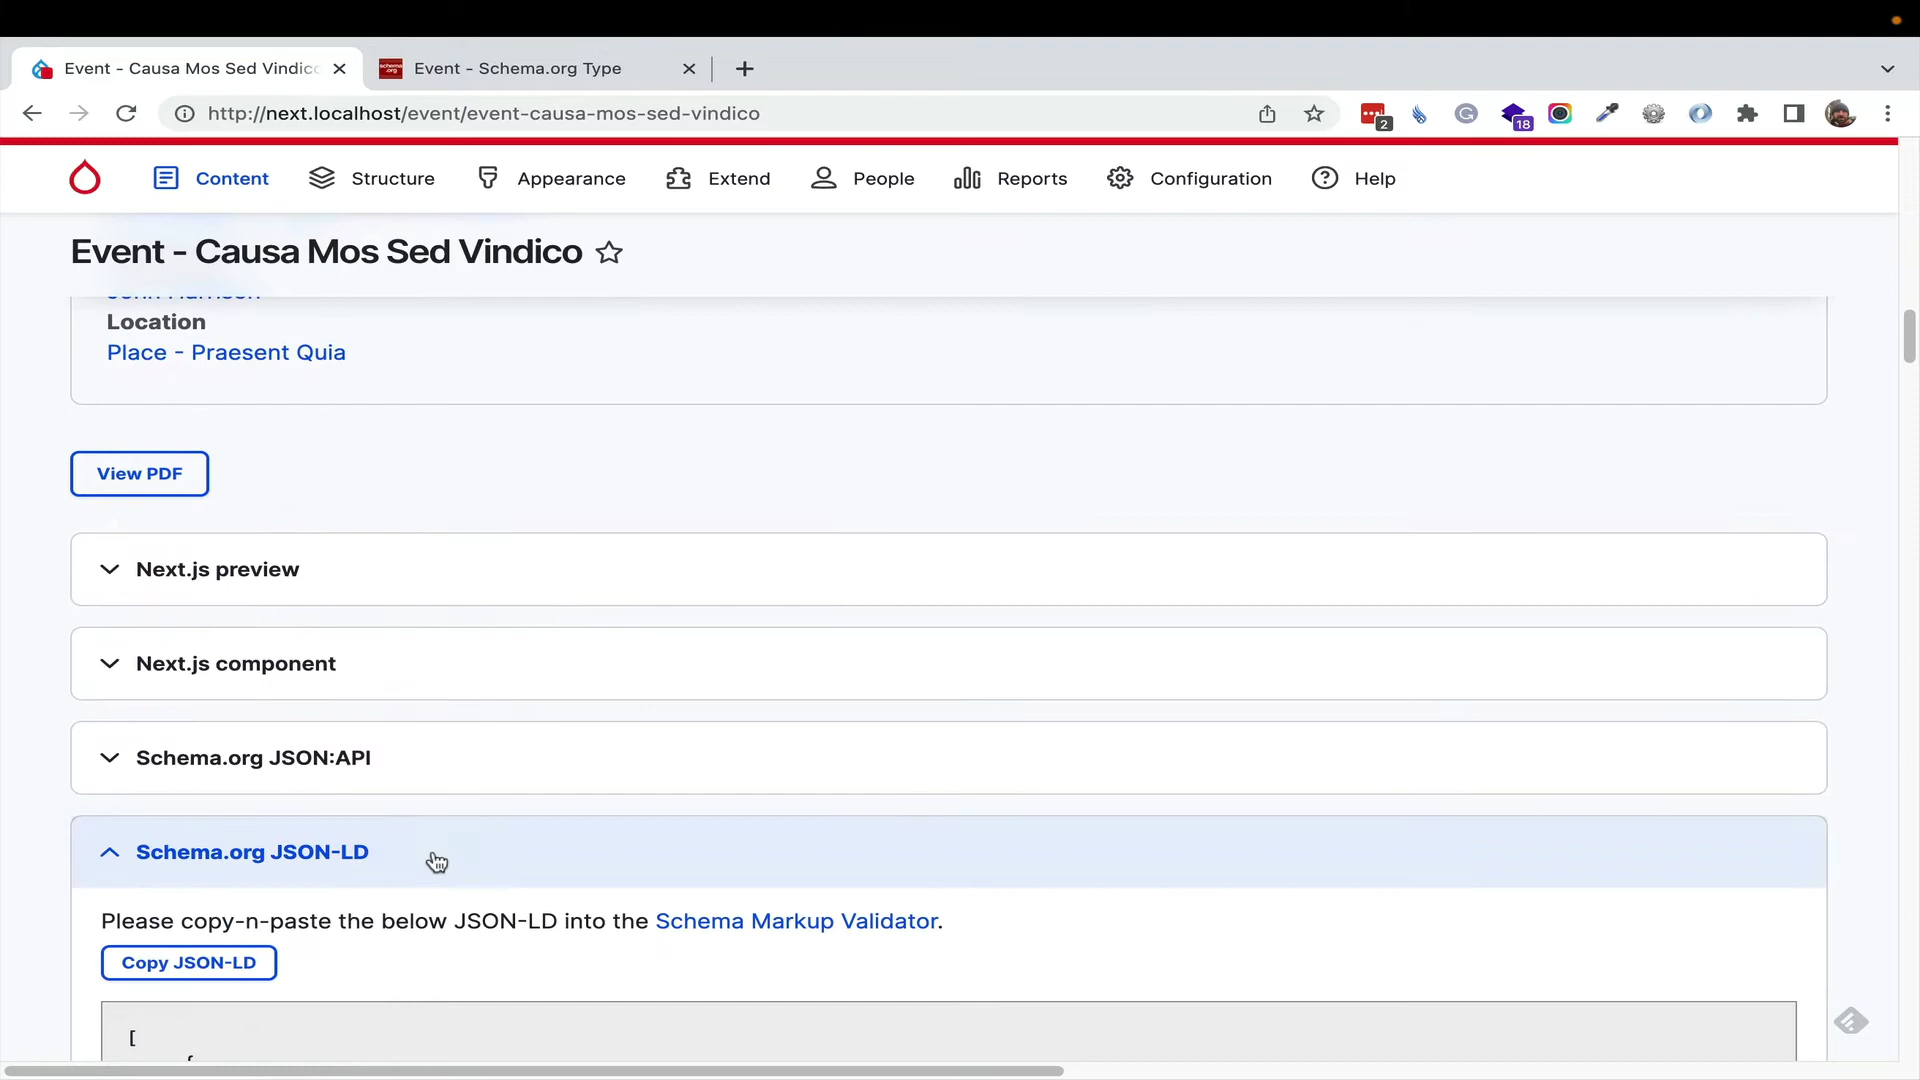 Event - Causa Mos Sed Vindico
Event - Schema.org Type
http://next.localhost/event/event-causa-mos-sed-vindico
2
18
Content
Structure
Appearance
Extend
People
Reports
Configuration
Help
Event - Causa Mos Sed Vindico
Location
Place - Praesent Quia
View PDF
Next.js preview
Next.js component
Schema.org JSON:API
Schema.org JSON-LD
Please copy-n-paste the below JSON-LD into the Schema Markup Validator.
Copy JSON-LD
[